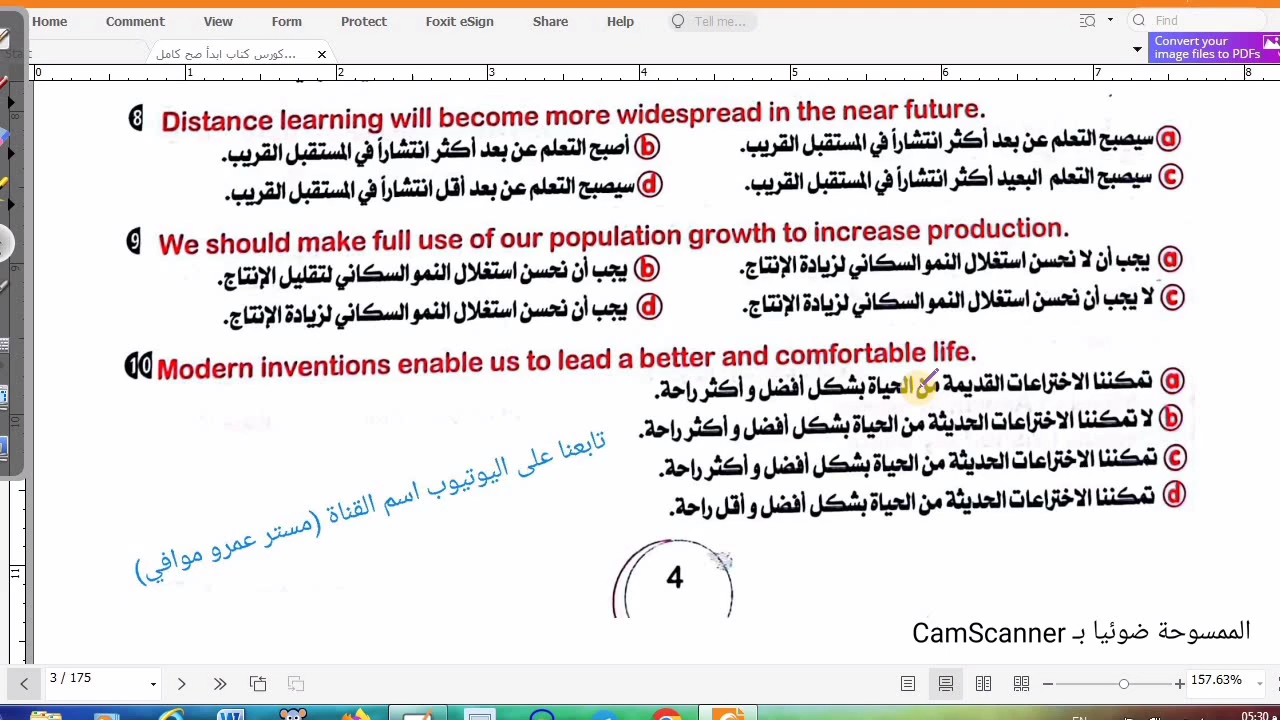 Home Comment View Form Protect Foxit eSign Share Help Tell me... Find
كورس كتاب ابدأ صح كامل...
Convert your
image files to PDFs
0 1 2 3 4 5 6 7 8
8 Distance learning will become more widespread in the near future.
a سيصبح التعلم عن بعد أكثر انتشاراً في المستقبل القريب. b أصبح التعلم عن بعد أكثر انتشاراً في المستقبل القريب.
c سيصبح التعلم البعيد أكثر انتشاراً في المستقبل القريب. d سيصبح التعلم عن بعد أقل انتشاراً في المستقبل القريب.
9 We should make full use of our population growth to increase production.
a يجب أن لا نحسن استغلال النمو السكاني لزيادة الإنتاج. b يجب أن نحسن استغلال النمو السكاني لتقليل الإنتاج.
c لا يجب أن نحسن استغلال النمو السكاني لزيادة الإنتاج. d يجب أن نحسن استغلال النمو السكاني لزيادة الإنتاج.
10 Modern inventions enable us to lead a better and comfortable life.
a تمكننا الاختراعات القديمة من الحياة بشكل أفضل و أكثر راحة.
b لا تمكننا الاختراعات الحديثة من الحياة بشكل أفضل و أكثر راحة.
c تمكننا الاختراعات الحديثة من الحياة بشكل أفضل و أكثر راحة.
d تمكننا الاختراعات الحديثة من الحياة بشكل أفضل و أقل راحة.
تابعنا على اليوتيوب اسم القناة (مستر عمرو موافي)
4
الممسوحة ضوئيا بـ CamScanner
3 / 175
157.63%
EN 05:30